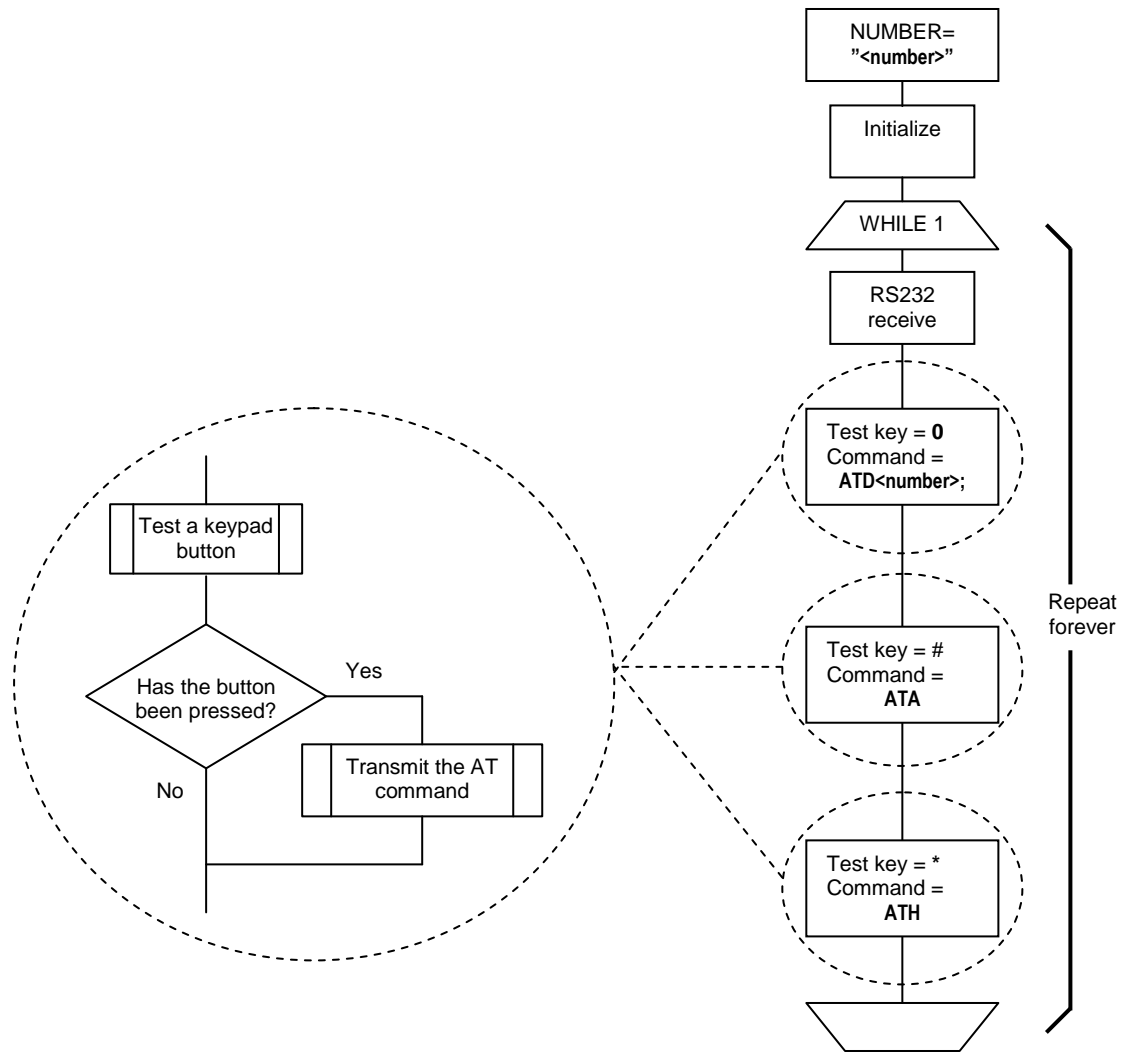 NUMBER=
”<number>”
Initialize
WHILE 1
RS232
receive
Test key = 0
Command =
ATD<number>;
Test key = #
Command =
ATA
Test key = *
Command =
ATH
Repeat
forever
Test a keypad
button
Has the button
been pressed?
Yes
No
Transmit the AT
command